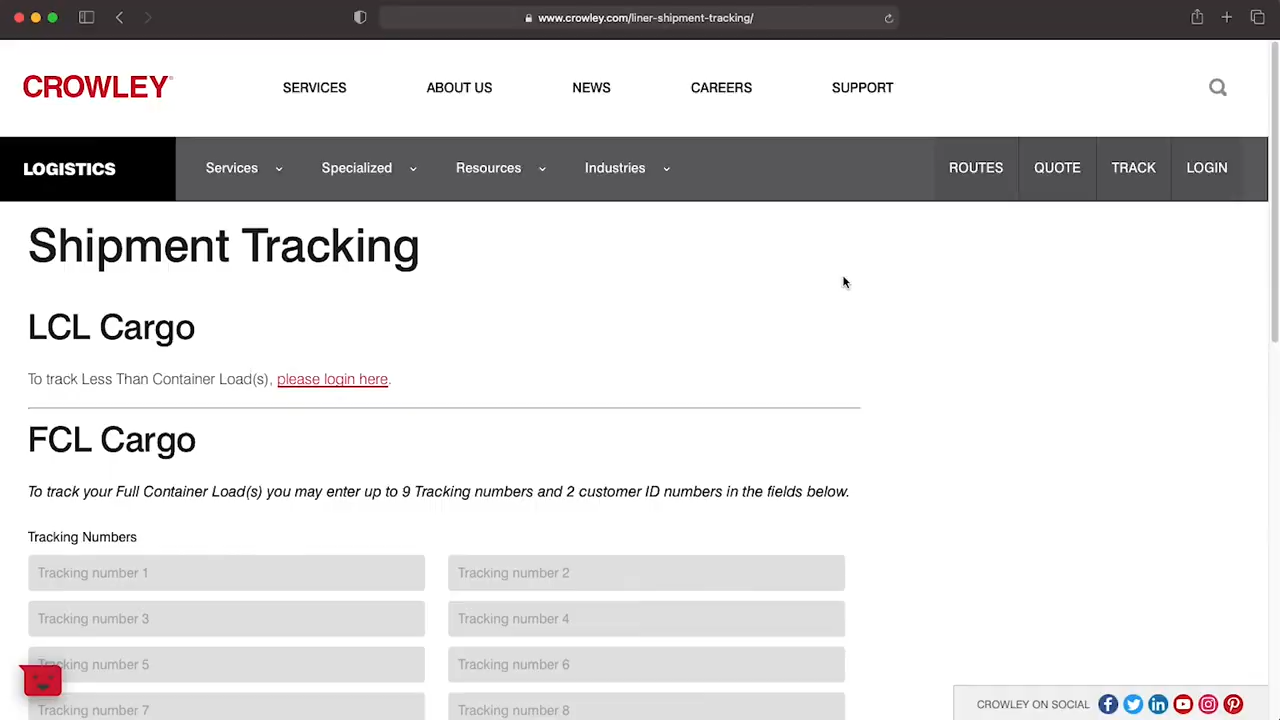 www.crowley.com/liner-shipment-tracking/
CROWLEY®
SERVICES
ABOUT US
NEWS
CAREERS
SUPPORT
LOGISTICS
Services
Specialized
Resources
Industries
ROUTES
QUOTE
TRACK
LOGIN
Shipment Tracking
LCL Cargo
To track Less Than Container Load(s), please login here.
FCL Cargo
To track your Full Container Load(s) you may enter up to 9 Tracking numbers and 2 customer ID numbers in the fields below.
Tracking Numbers
Tracking number 1
Tracking number 2
Tracking number 3
Tracking number 4
Tracking number 5
Tracking number 6
Tracking number 7
Tracking number 8
CROWLEY ON SOCIAL